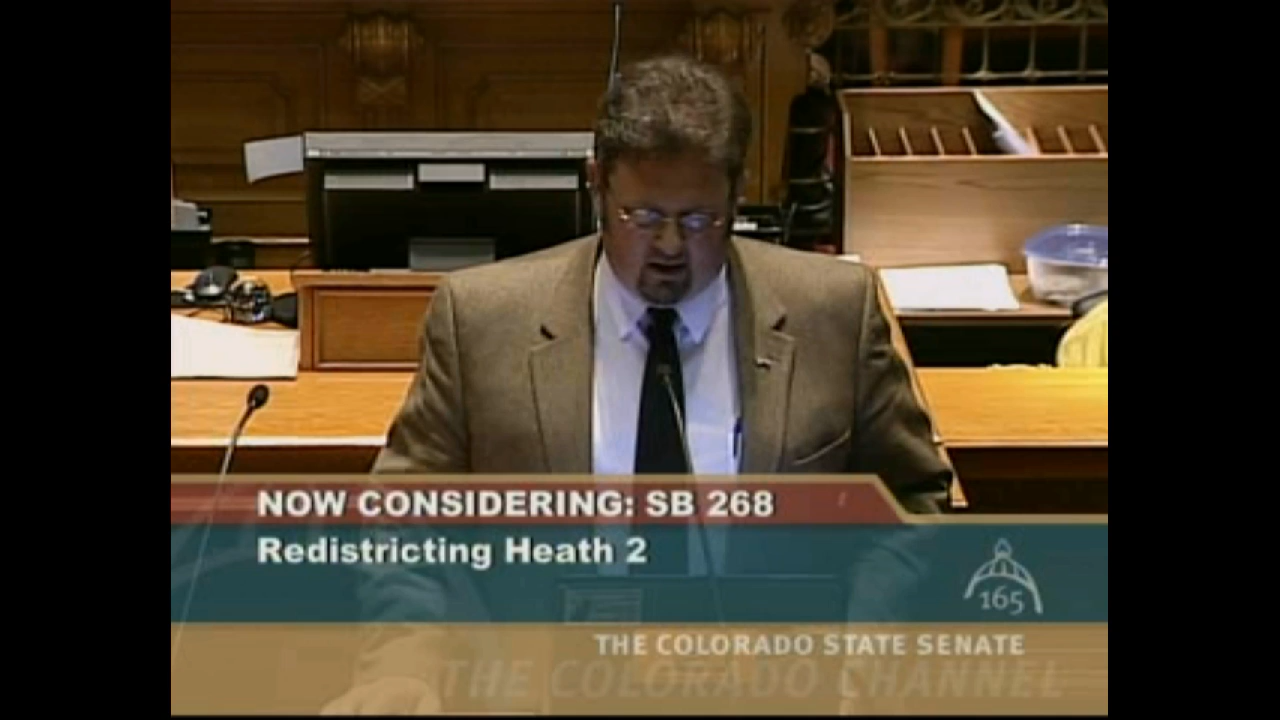 NOW CONSIDERING: SB 268
Redistricting Heath 2
165
THE COLORADO STATE SENATE
THE COLORADO CHANNEL